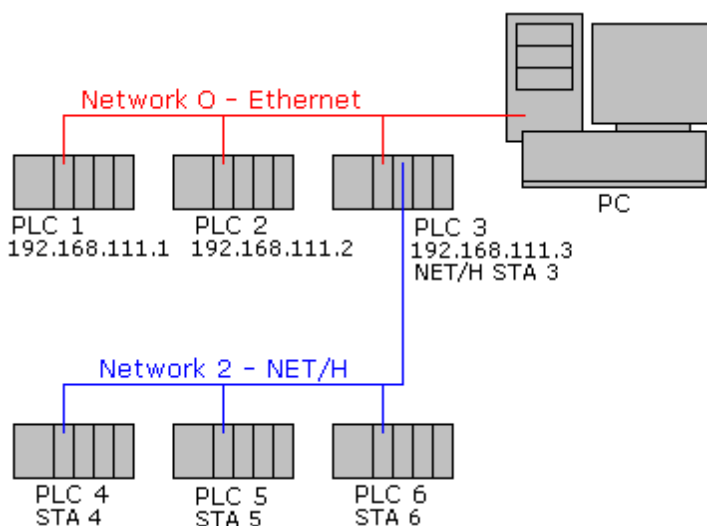 Network O - Ethernet
PC
PLC 1
192.168.111.1
PLC 2
192.168.111.2
PLC 3
192.168.111.3
NET/H STA 3
Network 2 - NET/H
PLC 4
STA 4
PLC 5
STA 5
PLC 6
STA 6